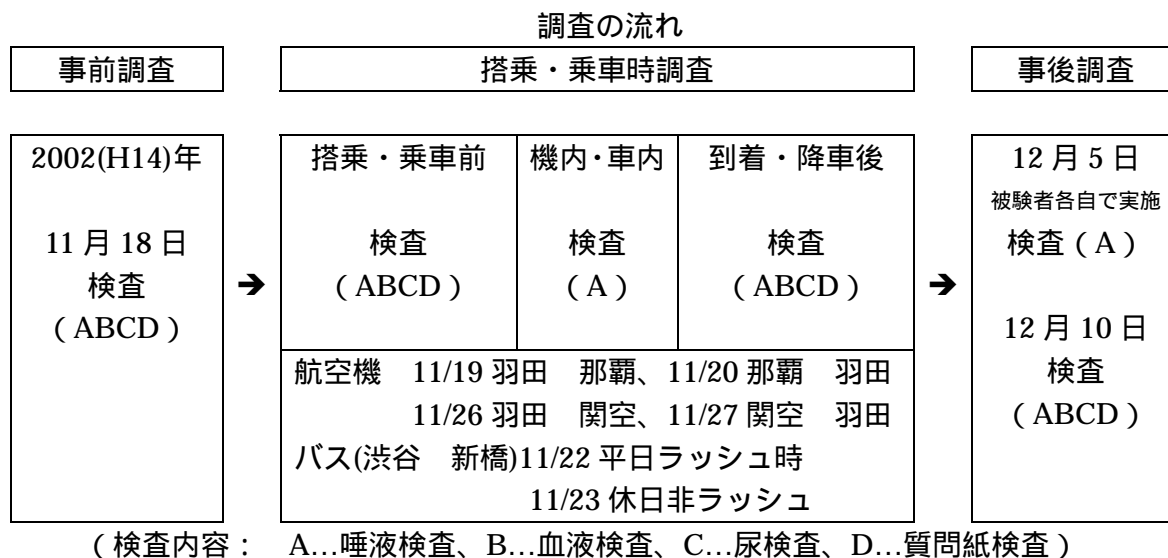 調査の流れ
事前調査
搭乗・乗車時調査
事後調査
2002(H14)年
11月18日
検査
➔
(ABCD)
搭乗・乗車前
検査
(ABCD)
機内・車内
検査
(A)
到着・降車後
検査
(ABCD)
航空機 11/19 羽田 那覇、11/20 那覇 羽田
11/26 羽田 関空、11/27 関空 羽田
バス(渋谷 新橋)11/22 平日ラッシュ時
11/23 休日非ラッシュ
➔
12月5日
被験者各自で実施
検査(A)
12月10日
検査
(ABCD)
(検査内容: A…唾液検査、B…血液検査、C…尿検査、D…質問紙検査)